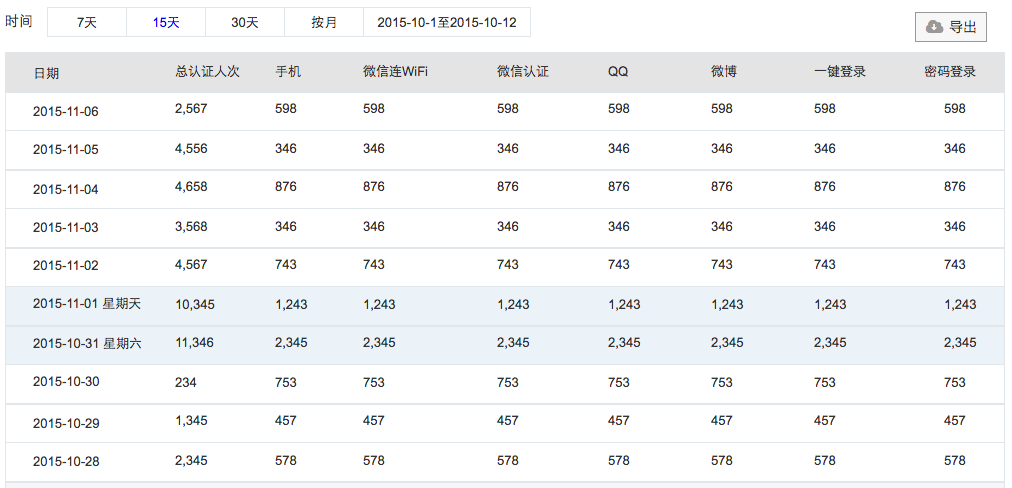 时间 7天 15天 30天 按月 2015-10-1至2015-10-12 导出
日期 总认证人次 手机 微信连WiFi 微信认证 QQ 微博 一键登录 密码登录
2015-11-06 2,567 598 598 598 598 598 598 598
2015-11-05 4,556 346 346 346 346 346 346 346
2015-11-04 4,658 876 876 876 876 876 876 876
2015-11-03 3,568 346 346 346 346 346 346 346
2015-11-02 4,567 743 743 743 743 743 743 743
2015-11-01 星期天 10,345 1,243 1,243 1,243 1,243 1,243 1,243 1,243
2015-10-31 星期六 11,346 2,345 2,345 2,345 2,345 2,345 2,345 2,345
2015-10-30 234 753 753 753 753 753 753 753
2015-10-29 1,345 457 457 457 457 457 457 457
2015-10-28 2,345 578 578 578 578 578 578 578